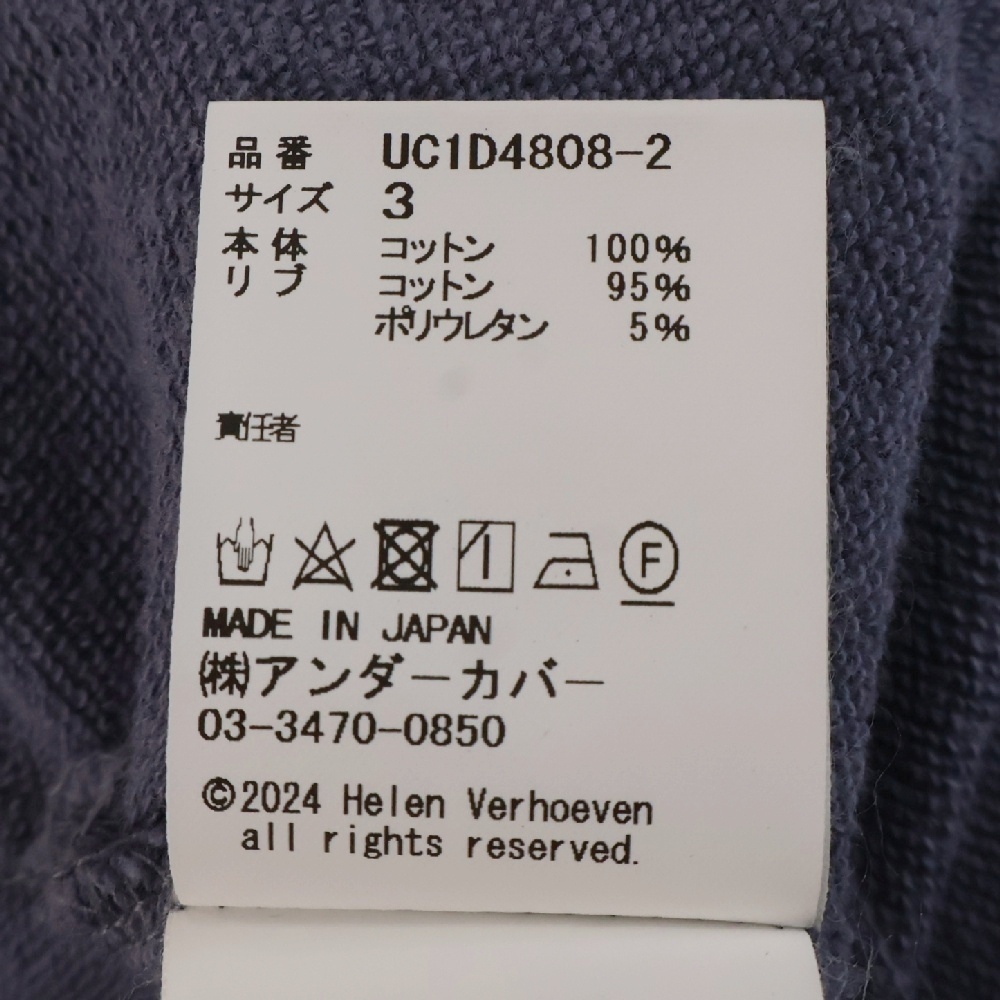 品番 UC1D4808-2
サイズ 3
本体 コットン 100%
リブ コットン 95%
ポリウレタン 5%
責任者
F
MADE IN JAPAN
㈱アンダーカバー
03-3470-0850
©2024 Helen Verhoeven
all rights reserved.